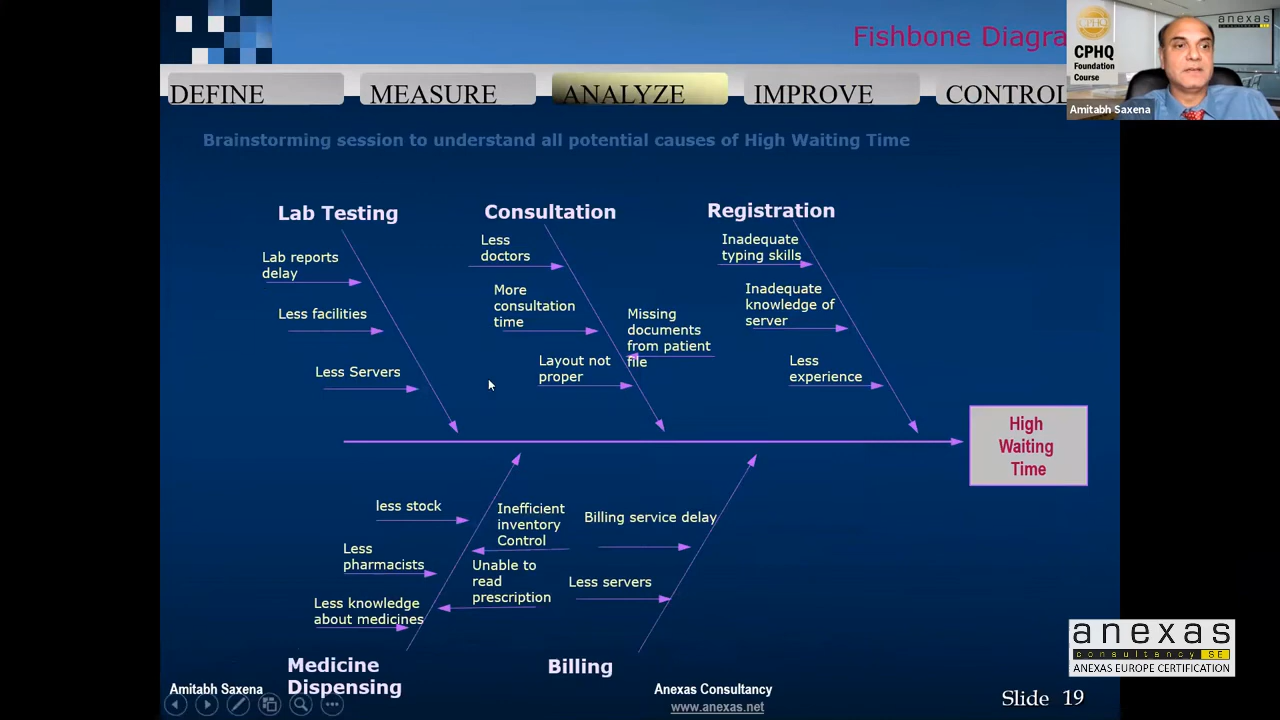 Fishbone Diagra
DEFINE
MEASURE
ANALYZE
IMPROVE
CONTROL
CPHQ
CPHQ
Foundation
Course
anexas
Amitabh Saxena
Brainstorming session to understand all potential causes of High Waiting Time
Lab Testing
Lab reports
delay
Less facilities
Less Servers
Consultation
Less
doctors
More
consultation
time
Layout not
proper
Missing
documents
from patient
file
Registration
Inadequate
typing skills
Inadequate
knowledge of
server
Less
experience
High
Waiting
Time
less stock
Less
pharmacists
Less knowledge
about medicines
Inefficient
inventory
Control
Unable to
read
prescription
Medicine
Dispensing
Billing service delay
Less servers
Billing
anexas
consultancy SE
ANEXAS EUROPE CERTIFICATION
Amitabh Saxena
Anexas Consultancy
www.anexas.net
Slide 19